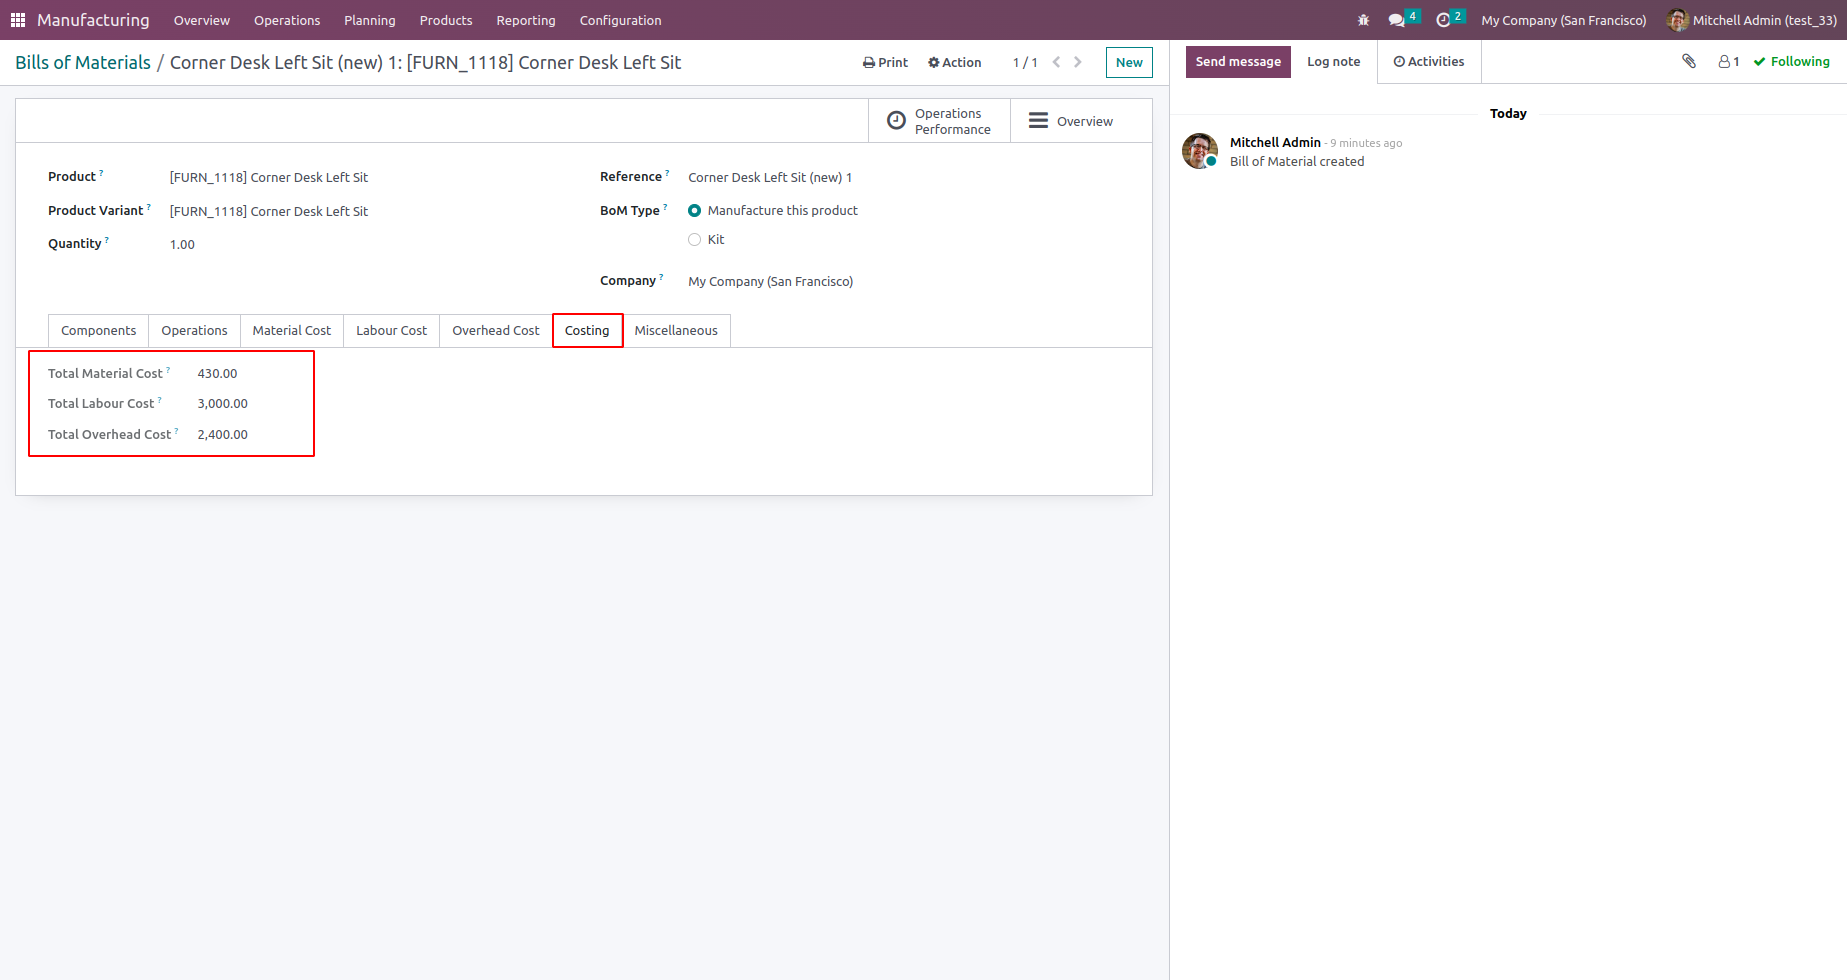 Manufacturing Overview Operations Planning Products Reporting Configuration 4 2 My Company (San Francisco) Mitchell Admin (test_33)
Bills of Materials / Corner Desk Left Sit (new) 1: [FURN_1118] Corner Desk Left Sit Print Action 1 / 1 New
Send message Log note Activities 1 Following
Operations Performance
Overview
Product ? [FURN_1118] Corner Desk Left Sit
Product Variant ? [FURN_1118] Corner Desk Left Sit
Quantity ? 1.00
Reference ? Corner Desk Left Sit (new) 1
BoM Type ? Manufacture this product
Kit
Company ? My Company (San Francisco)
Components Operations Material Cost Labour Cost Overhead Cost Costing Miscellaneous
Total Material Cost ? 430.00
Total Labour Cost ? 3,000.00
Total Overhead Cost ? 2,400.00
Today
Mitchell Admin - 9 minutes ago
Bill of Material created